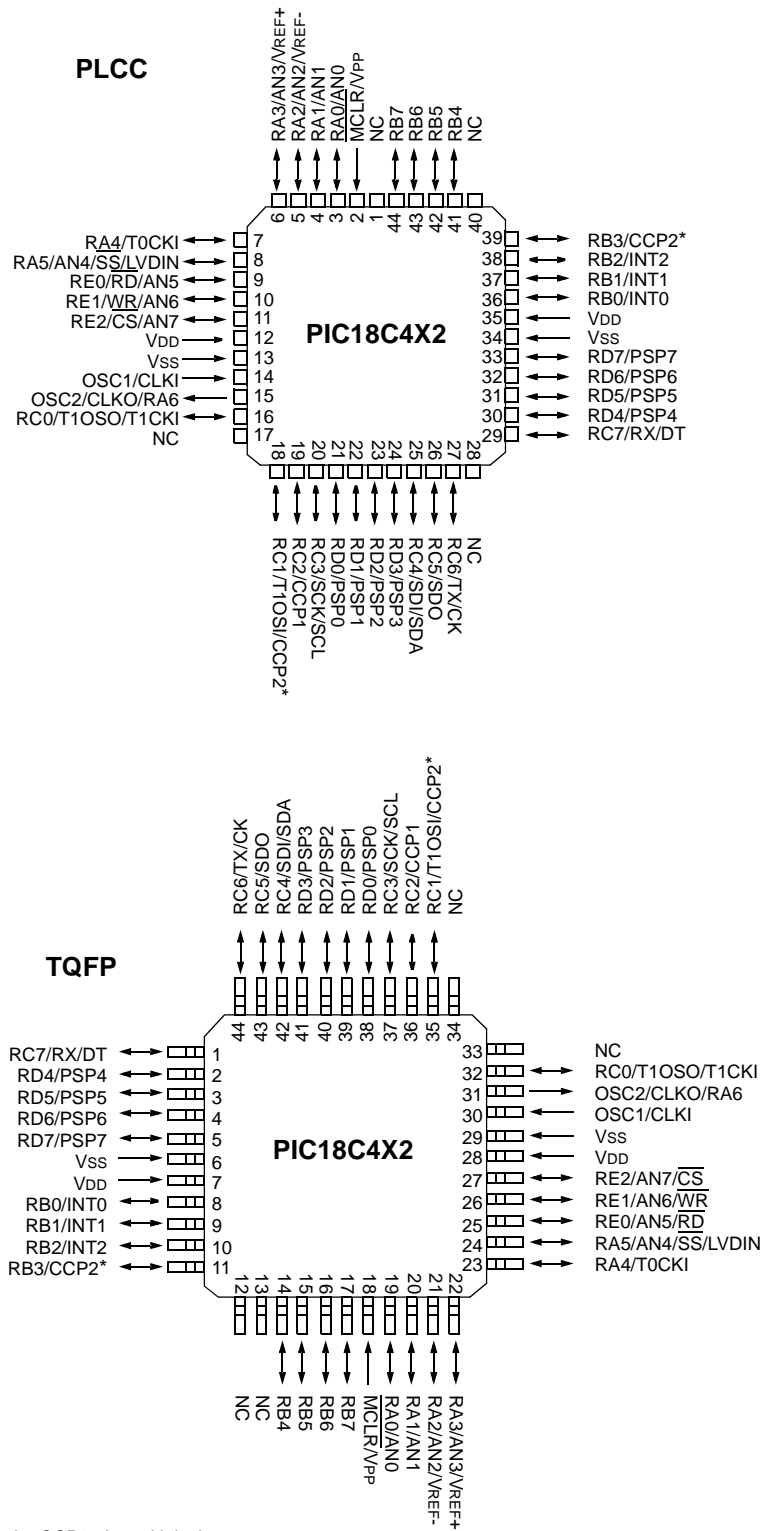 PLCC
RA3/AN3/VREF+
RA2/AN2/VREF-
RA1/AN1
RA0/AN0
MCLR/VPP
NC
RB7
RB6
RB5
RB4
NC
6
5
4
3
2
1
44
43
42
41
40
RA4/T0CKI 7
RA5/AN4/SS/LVDIN 8
RE0/RD/AN5 9
RE1/WR/AN6 10
RE2/CS/AN7 11
VDD 12
VSS 13
OSC1/CLKI 14
OSC2/CLKO/RA6 15
RC0/T1OSO/T1CKI 16
NC 17
PIC18C4X2
39 RB3/CCP2*
38 RB2/INT2
37 RB1/INT1
36 RB0/INT0
35 VDD
34 VSS
33 RD7/PSP7
32 RD6/PSP6
31 RD5/PSP5
30 RD4/PSP4
29 RC7/RX/DT
18
19
20
21
22
23
24
25
26
27
28
RC1/T1OSI/CCP2*
RC2/CCP1
RC3/SCK/SCL
RD0/PSP0
RD1/PSP1
RD2/PSP2
RD3/PSP3
RC4/SDI/SDA
RC5/SDO
RC6/TX/CK
NC
TQFP
RC6/TX/CK
RC5/SDO
RC4/SDI/SDA
RD3/PSP3
RD2/PSP2
RD1/PSP1
RD0/PSP0
RC3/SCK/SCL
RC2/CCP1
RC1/T1OSI/CCP2*
NC
44
43
42
41
40
39
38
37
36
35
34
RC7/RX/DT 1
RD4/PSP4 2
RD5/PSP5 3
RD6/PSP6 4
RD7/PSP7 5
VSS 6
VDD 7
RB0/INT0 8
RB1/INT1 9
RB2/INT2 10
RB3/CCP2* 11
PIC18C4X2
33 NC
32 RC0/T1OSO/T1CKI
31 OSC2/CLKO/RA6
30 OSC1/CLKI
29 VSS
28 VDD
27 RE2/AN7/CS
26 RE1/AN6/WR
25 RE0/AN5/RD
24 RA5/AN4/SS/LVDIN
23 RA4/T0CKI
12
13
14
15
16
17
18
19
20
21
22
NC
NC
RB4
RB5
RB6
RB7
MCLR/VPP
RA0/AN0
RA1/AN1
RA2/AN2/VREF-
RA3/AN3/VREF+